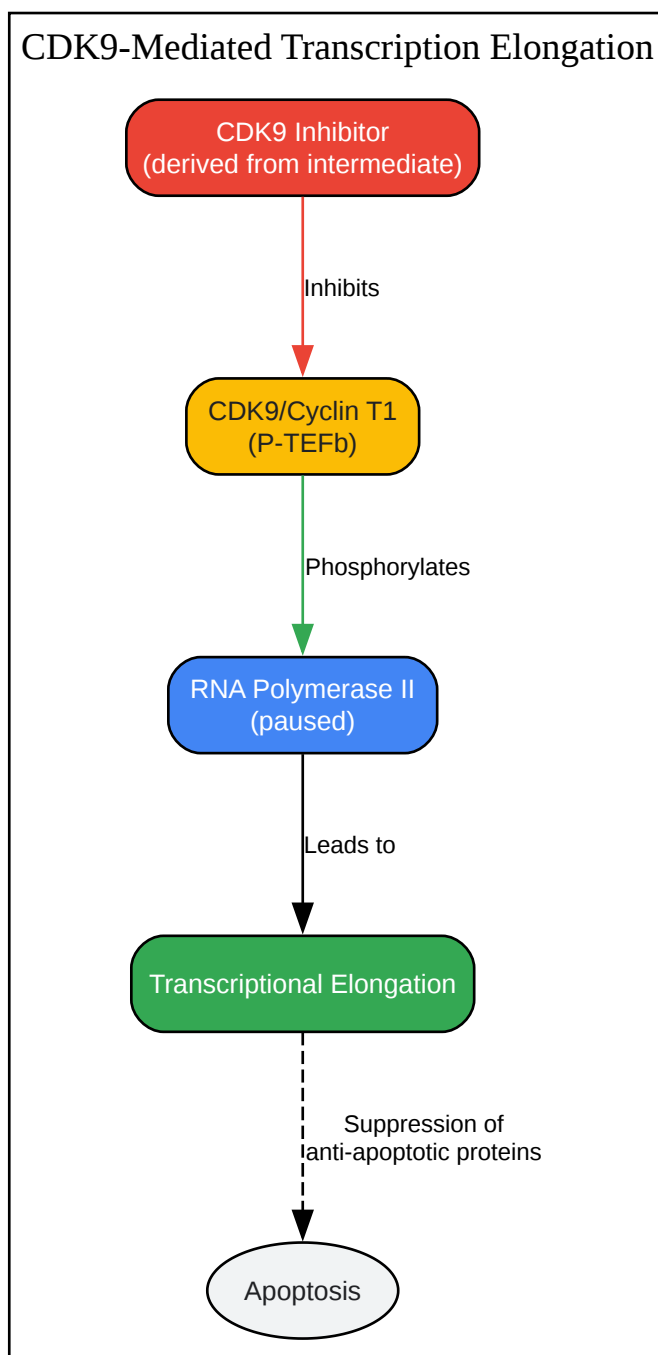 CDK9-Mediated Transcription Elongation
CDK9 Inhibitor
(derived from intermediate)
Inhibits
CDK9/Cyclin T1
(P-TEFb)
Phosphorylates
RNA Polymerase II
(paused)
Leads to
Transcriptional Elongation
Suppression of
anti-apoptotic proteins
Apoptosis